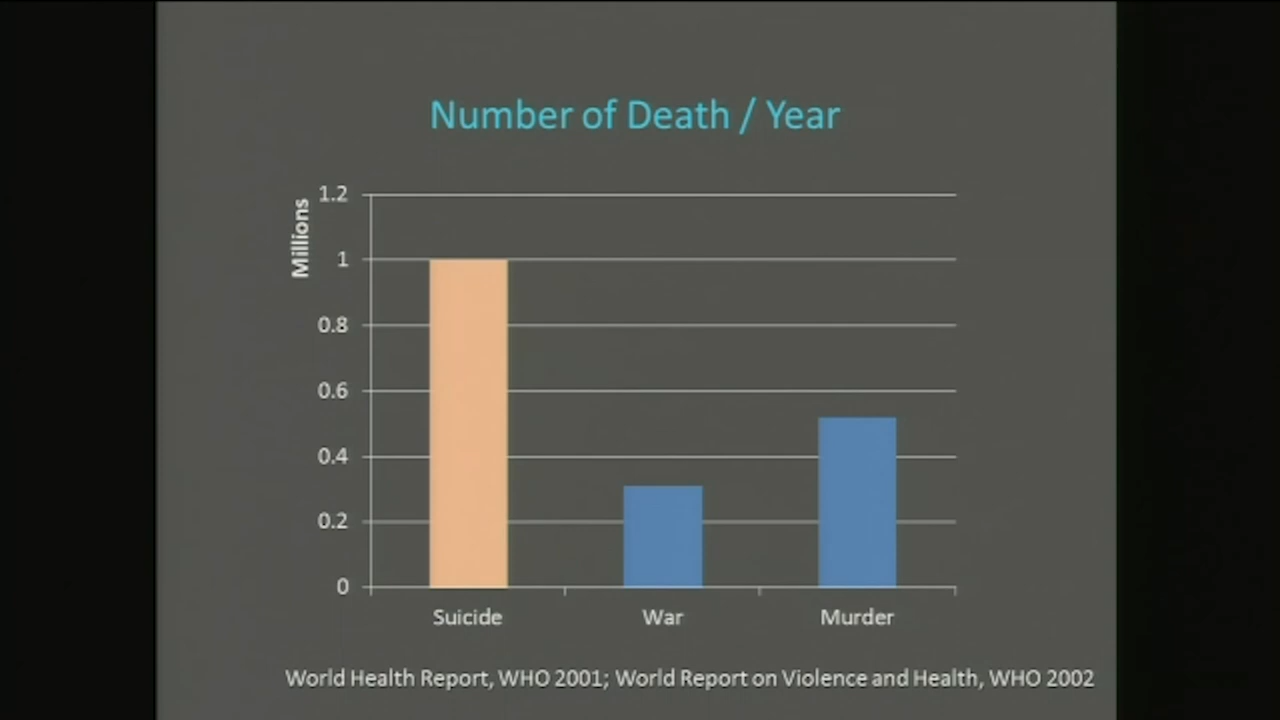 Number of Death / Year
Millions
1.2
1
0.8
0.6
0.4
0.2
0
Suicide War Murder
World Health Report, WHO 2001; World Report on Violence and Health, WHO 2002